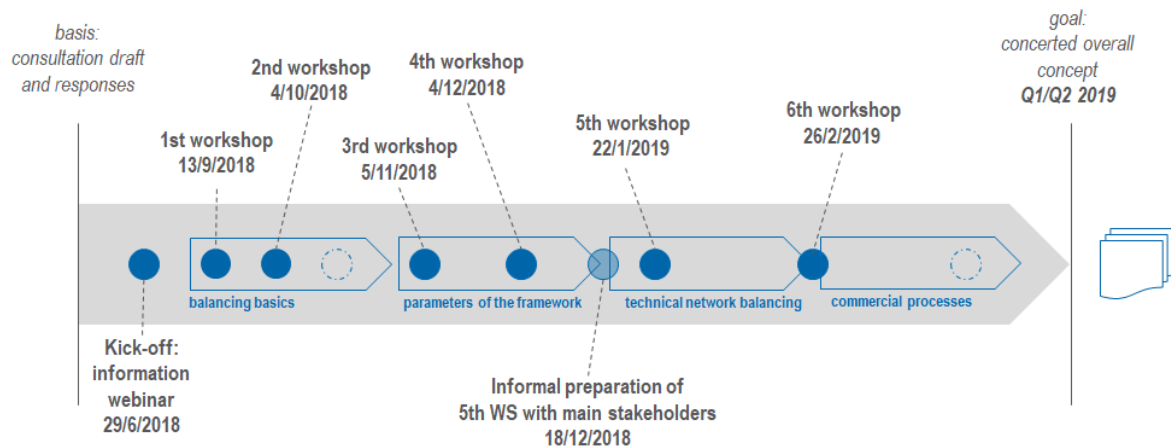 basis:
consultation draft
and responses
goal:
concerted overall
concept
Q1/Q2 2019
1st workshop
13/9/2018
2nd workshop
4/10/2018
3rd workshop
5/11/2018
4th workshop
4/12/2018
5th workshop
22/1/2019
6th workshop
26/2/2019
balancing basics
parameters of the framework
technical network balancing
commercial processes
Kick-off:
information
webinar
29/6/2018
Informal preparation of
5th WS with main stakeholders
18/12/2018